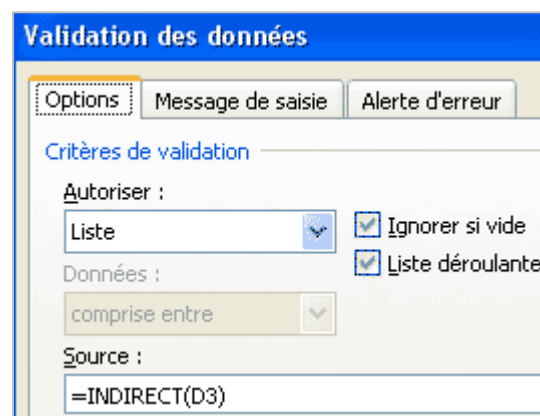 Validation des données
Options Message de saisie Alerte d'erreur
Critères de validation
Autoriser :
Liste Ignorer si vide
Données : Liste déroulante
comprise entre
Source :
=INDIRECT(D3)